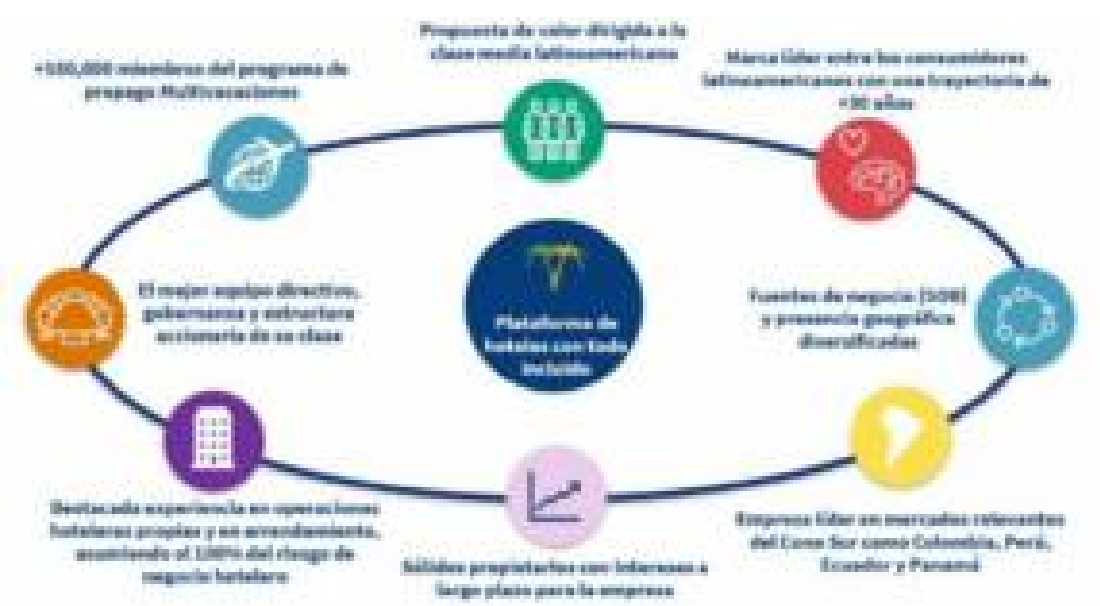 Propuesta de valor dirigida a la
clase media latinoamericana
+100,000 miembros del programa de
prepago Multivacaciones
Marca líder entre los consumidores
latinoamericanos con una trayectoria de
+30 años
El mejor equipo directivo,
gobernanza y estructura
accionaria de su clase
Plataforma de
hoteles con todo
incluido
Fuentes de negocio (SOB)
y presencia geográfica
diversificadas
Destacada experiencia en operaciones
hoteleras propias y en arrendamiento,
asumiendo el 100% del riesgo de
negocio hotelero
Sólidos propietarios con intereses a
largo plazo para la empresa
Empresa líder en mercados relevantes
del Cono Sur como Colombia, Perú,
Ecuador y Panamá